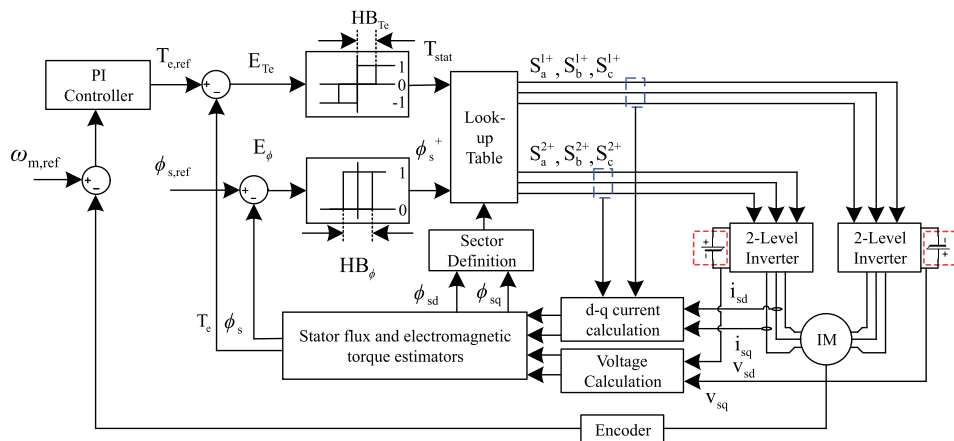 HB_Te
T_e,ref
E_Te
T_stat
S_a^1+, S_b^1+, S_c^1+
PI
Controller
+
-
1
0
-1
Look-
up
Table
ω_m,ref
+
-
ϕ_s,ref
+
-
E_ϕ
1
0
ϕ_s^+
S_a^2+, S_b^2+, S_c^2+
HB_ϕ
Sector
Definition
+
-
2-Level
Inverter
2-Level
Inverter
+
-
ϕ_sd
ϕ_sq
i_sd
T_e
ϕ_s
Stator flux and electromagnetic
torque estimators
d-q current
calculation
IM
i_sq
Voltage
Calculation
v_sd
v_sq
Encoder